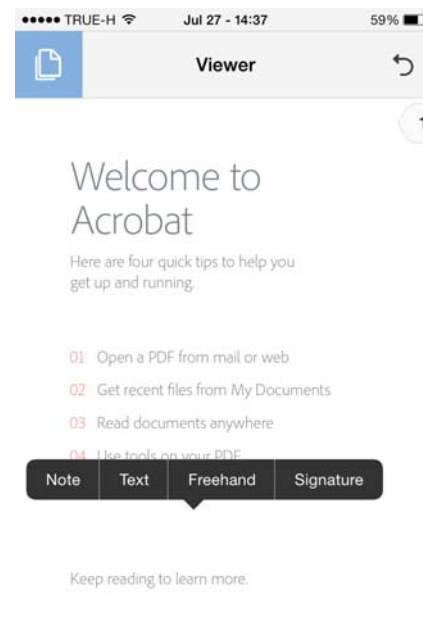 TRUE-H Jul 27 - 14:37 59%
Viewer
1
Welcome to
Acrobat
Here are four quick tips to help you
get up and running.
01 Open a PDF from mail or web
02 Get recent files from My Documents
03 Read documents anywhere
04 Use tools on your PDF
Note Text Freehand Signature
Keep reading to learn more.